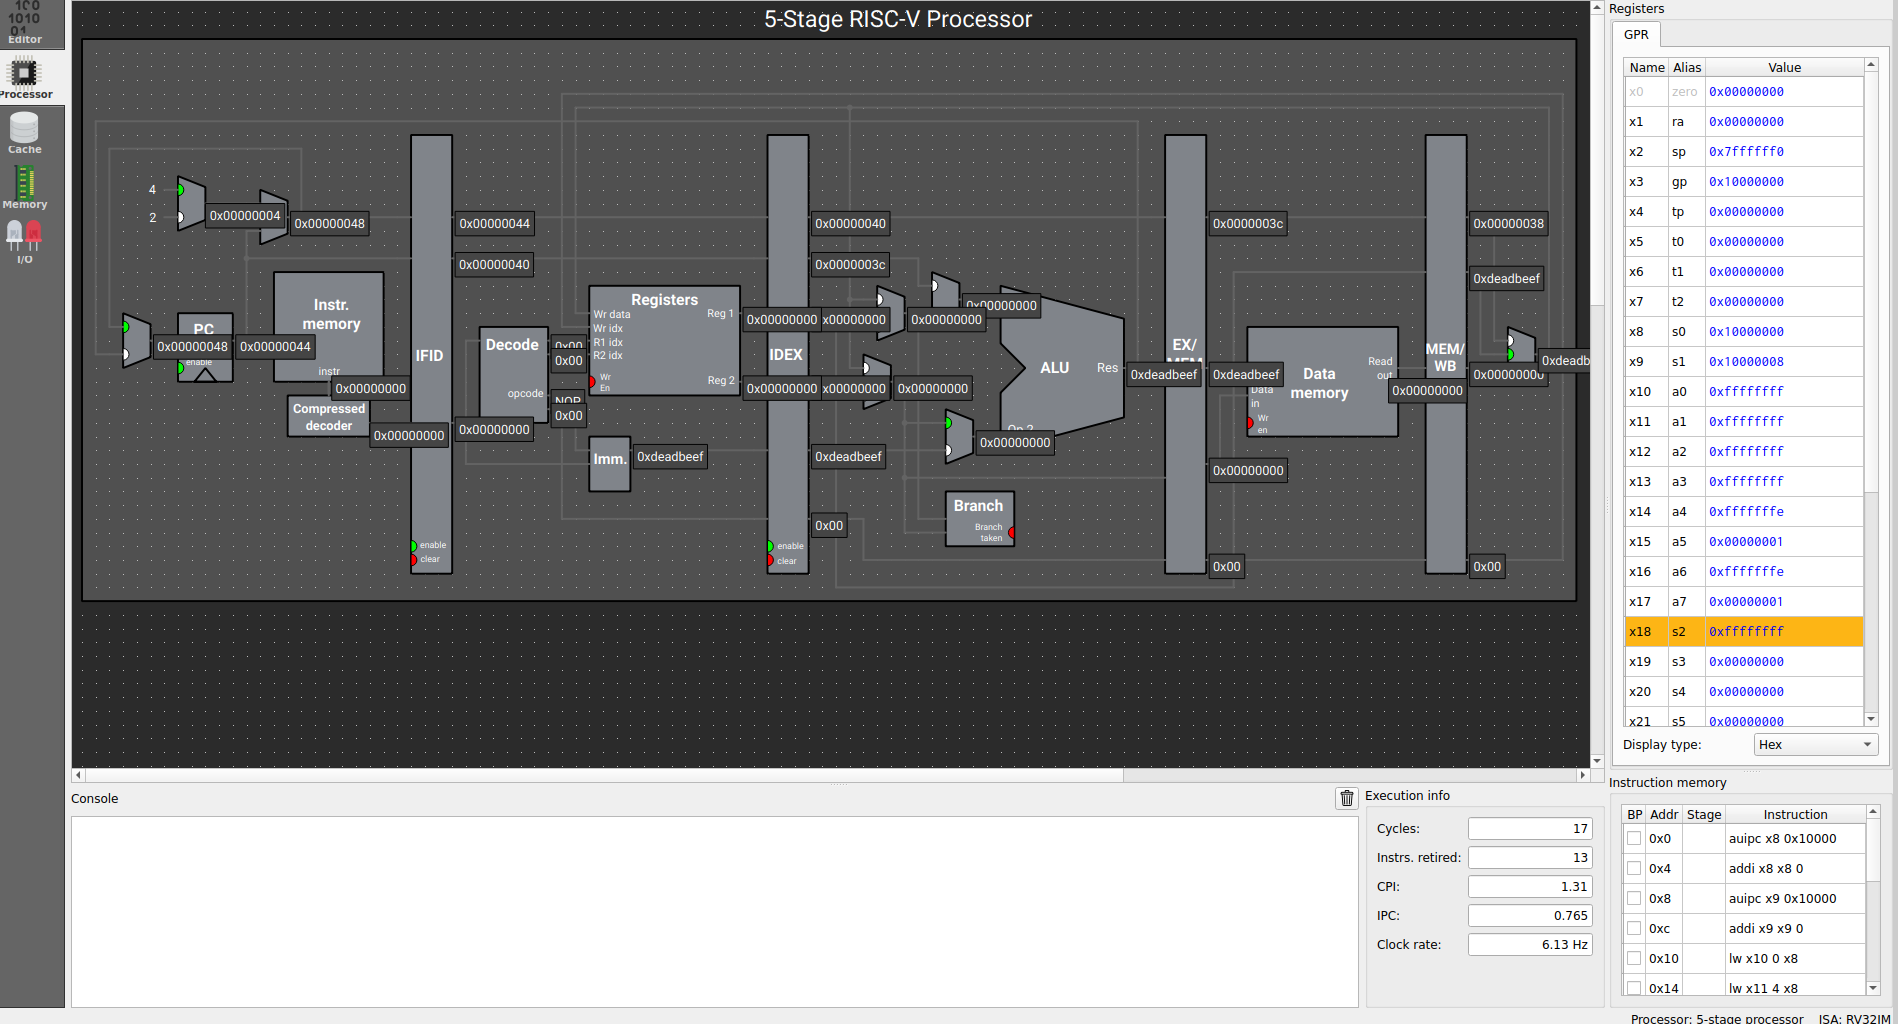 5-Stage RISC-V Processor
1010
01
Editor
Processor
Cache
Memory
I/O
4
2
0x00000004
0x00000048
0x00000044
0x00000040
0x0000003c
0x00000038
0x00000040
0x0000003c
0xdeadbeef
Instr.
memory
instr
PC
enable
0x00000048
0x00000044
0x00000000
Compressed
decoder
0x00000000
IFID
enable
clear
0x00000000
Decode
opcode
0x00
0x00
NOP
0x00
Registers
Wr data
Wr idx
R1 idx
R2 idx
Wr
En
Reg 1
Reg 2
0x00000000
0x00000000
Imm.
0xdeadbeef
IDEX
enable
clear
x00000000
x00000000
0xdeadbeef
0x00
0x00000000
0x00000000
0x00000000
0x00000000
ALU
Res
Op 2
Branch
Branch
taken
0xdeadbeef
EX/
MEM
0xdeadbeef
0x00000000
0x00
Data
memory
Data
in
Wr
en
Read
out
0x00000000
MEM/
WB
0x00000000
0x00
0xdeadb
Registers
GPR
Name Alias Value
x0 zero 0x00000000
x1 ra 0x00000000
x2 sp 0x7ffffff0
x3 gp 0x10000000
x4 tp 0x00000000
x5 t0 0x00000000
x6 t1 0x00000000
x7 t2 0x00000000
x8 s0 0x10000000
x9 s1 0x10000008
x10 a0 0xffffffff
x11 a1 0xffffffff
x12 a2 0xffffffff
x13 a3 0xffffffff
x14 a4 0xfffffffe
x15 a5 0x00000001
x16 a6 0xfffffffe
x17 a7 0x00000001
x18 s2 0xffffffff
x19 s3 0x00000000
x20 s4 0x00000000
x21 s5 0x00000000
Display type: Hex
Console
Execution info
Cycles: 17
Instrs. retired: 13
CPI: 1.31
IPC: 0.765
Clock rate: 6.13 Hz
Instruction memory
BP Addr Stage Instruction
0x0 auipc x8 0x10000
0x4 addi x8 x8 0
0x8 auipc x9 0x10000
0xc addi x9 x9 0
0x10 lw x10 0 x8
0x14 lw x11 4 x8
Processor: 5-stage processor ISA: RV32IM